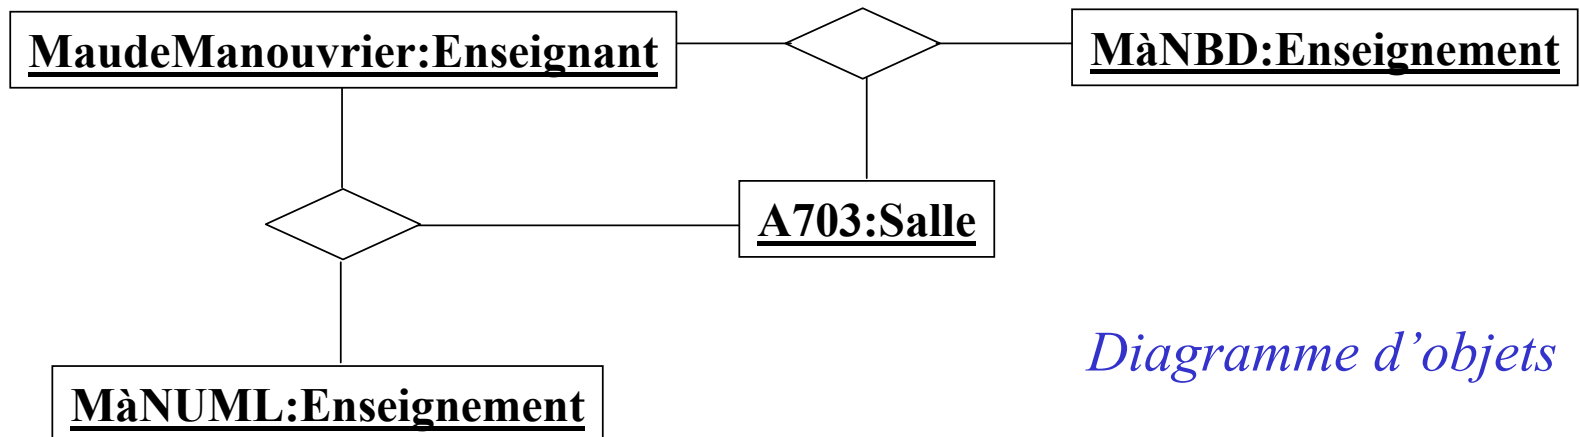 MaudeManouvrier:Enseignant
MàNBD:Enseignement
A703:Salle
Diagramme d’objets
MàNUML:Enseignement